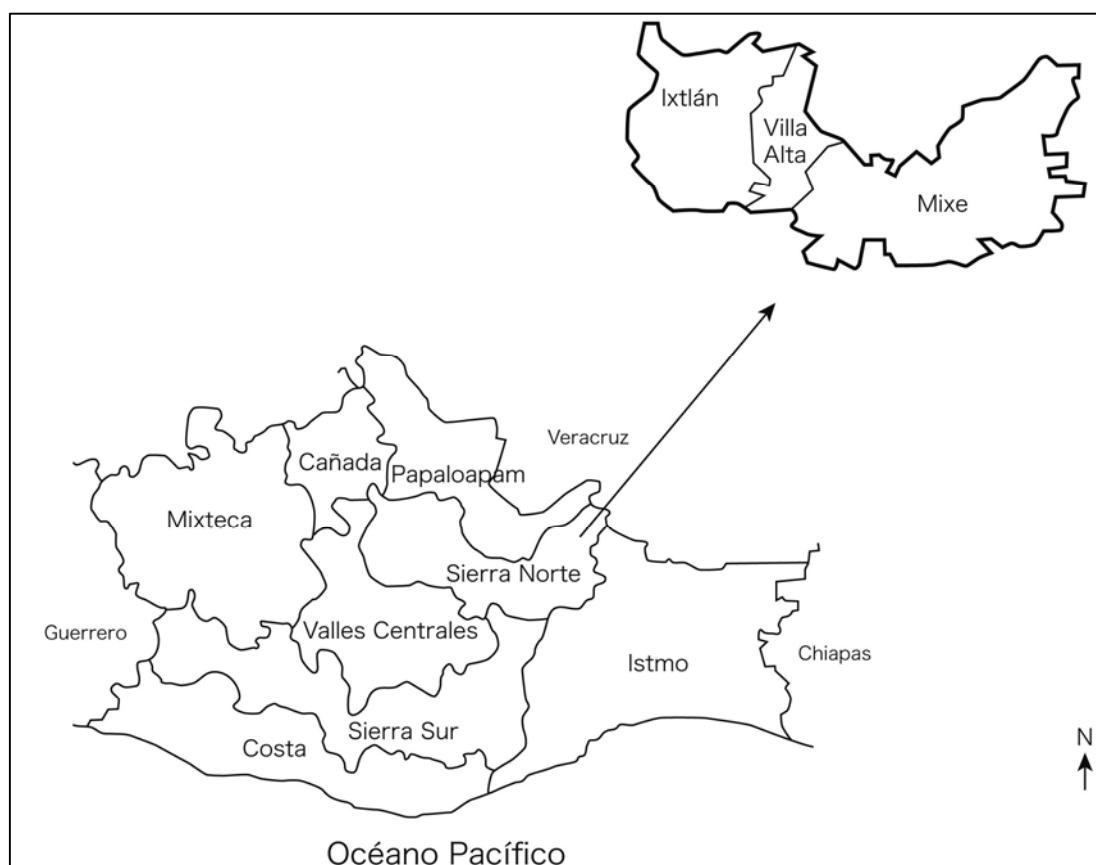 Ixtlán
Villa
Alta
Mixe
Veracruz
Cañada
Papaloapam
Mixteca
Sierra Norte
Guerrero
Valles Centrales
Istmo
Chiapas
Sierra Sur
Costa
N
Océano Pacífico